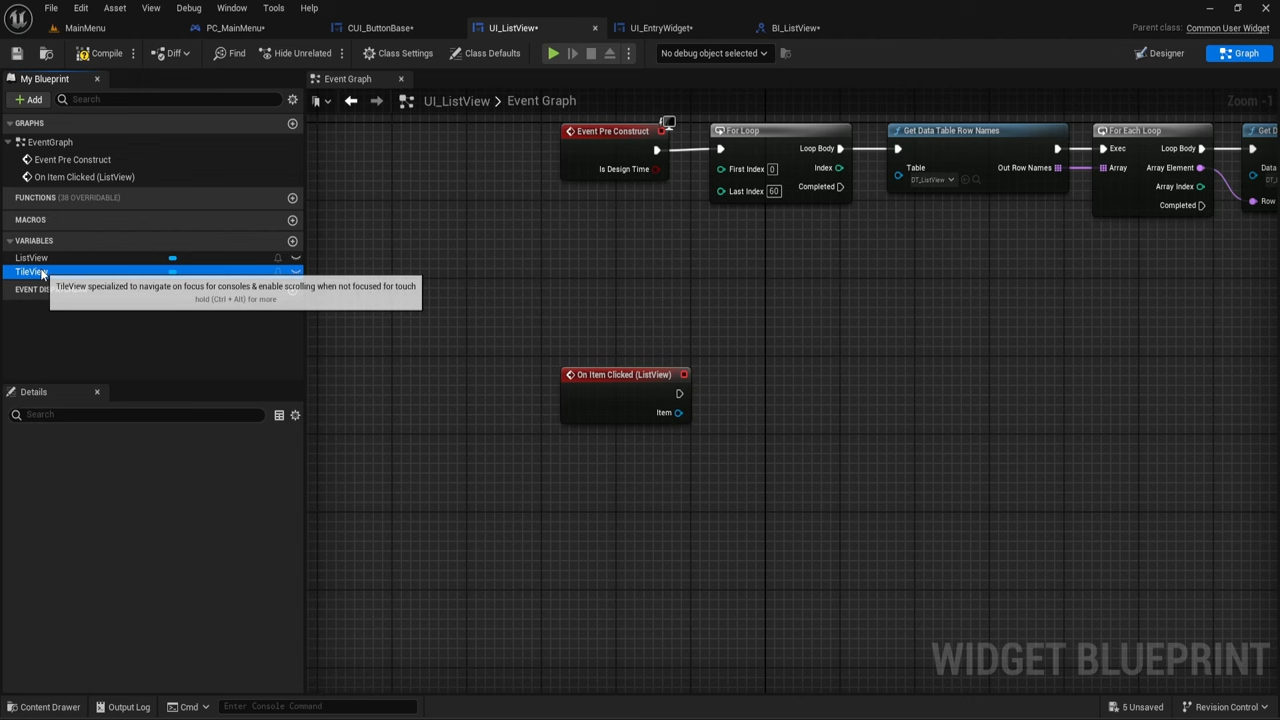 File Edit Asset View Debug Window Tools Help
MainMenu PC_MainMenu* CUI_ButtonBase* UI_ListView* UI_EntryWidget* BI_ListView* Parent class: Common User Widget
Compile Diff Find Hide Unrelated Class Settings Class Defaults No debug object selected Designer Graph
My Blueprint Event Graph
Add Search UI_ListView > Event Graph Zoom -1
GRAPHS
EventGraph
Event Pre Construct
On Item Clicked (ListView)
FUNCTIONS (38 OVERRIDABLE)
MACROS
VARIABLES
ListView
TileView
TileView specialized to navigate on focus for consoles & enable scrolling when not focused for touch
hold (Ctrl + Alt) for more
Details
Search
Event Pre Construct
Is Design Time
For Loop
Loop Body
First Index 0 Index
Last Index 60 Completed
Get Data Table Row Names
Table Out Row Names
DT_ListView
For Each Loop
Exec Loop Body
Array Array Element
Array Index
Completed
Get D
Data
DT_
Row
On Item Clicked (ListView)
Item
WIDGET BLUEPRINT
Content Drawer Output Log Cmd Enter Console Command 5 Unsaved Revision Control